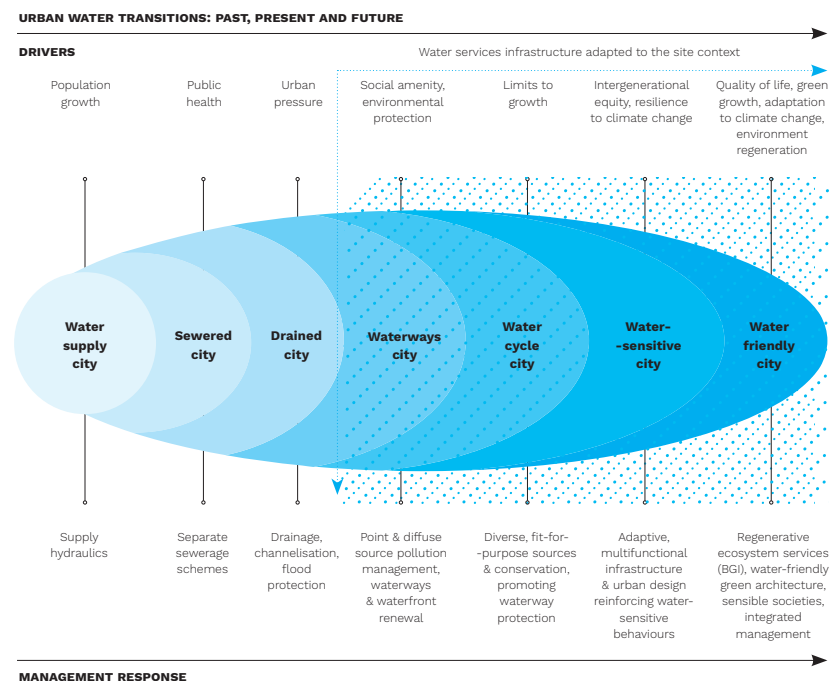 URBAN WATER TRANSITIONS: PAST, PRESENT AND FUTURE
DRIVERS
Water services infrastructure adapted to the site context
Population
growth
Public
health
Urban
pressure
Social amenity,
environmental
protection
Limits to
growth
Intergenerational
equity, resilience
to climate change
Quality of life, green
growth, adaptation
to climate change,
environment
regeneration
Water
supply
city
Sewered
city
Drained
city
Waterways
city
Water
cycle
city
Water-
-sensitive
city
Water
friendly
city
Supply
hydraulics
Separate
sewerage
schemes
Drainage,
channelisation,
flood
protection
Point & diffuse
source pollution
management,
waterways
& waterfront
renewal
Diverse, fit-for-
-purpose sources
& conservation,
promoting
waterway
protection
Adaptive,
multifunctional
infrastructure
& urban design
reinforcing water-
sensitive
behaviours
Regenerative
ecosystem services
(BGI), water-friendly
green architecture,
sensible societies,
integrated
management
MANAGEMENT RESPONSE